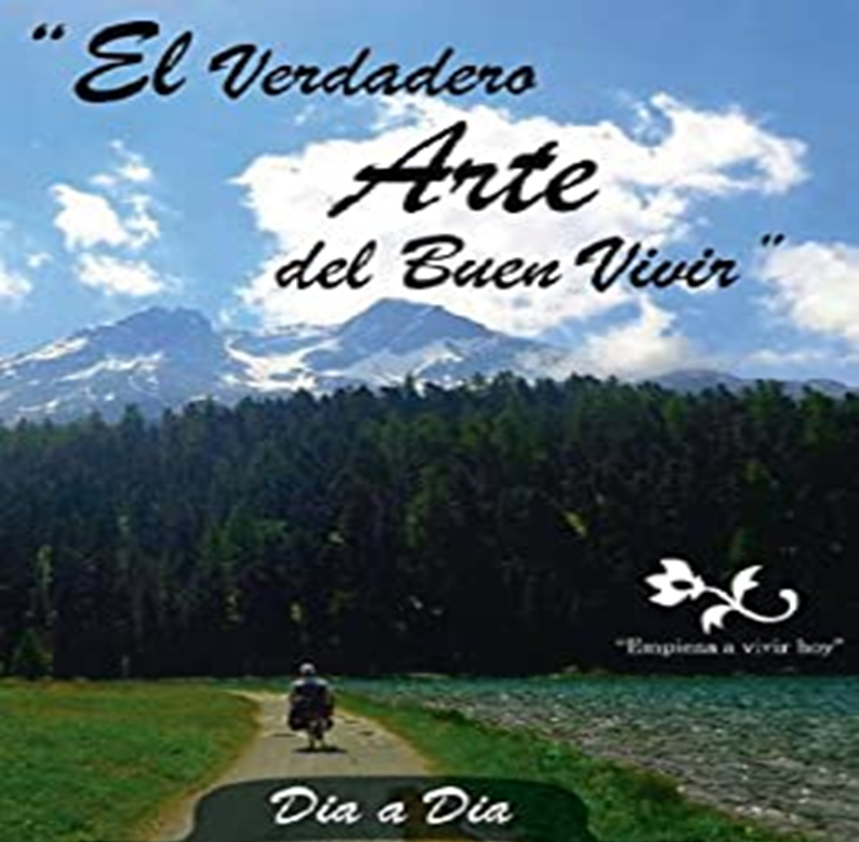 "El Verdadero
Arte
del Buen Vivir"
"Empieza a vivir hoy"
Dia a Dia